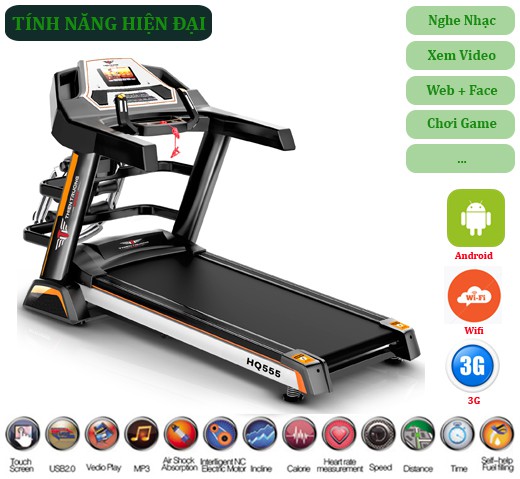 TÍNH NĂNG HIỆN ĐẠI
Nghe Nhạc
Xem Video
Web + Face
Chơi Game
...
Android
Wi-Fi
Wifi
3G
3G
THIENTRUONG
HQ555
Touch Screen
USB2.0
Vedio Play
MP3
Air Shock Absorption
Intelligent NC Electric Motor
Incline
Calorie
Heart rate measurement
Speed
Distance
Time
Self-help Fuel filling